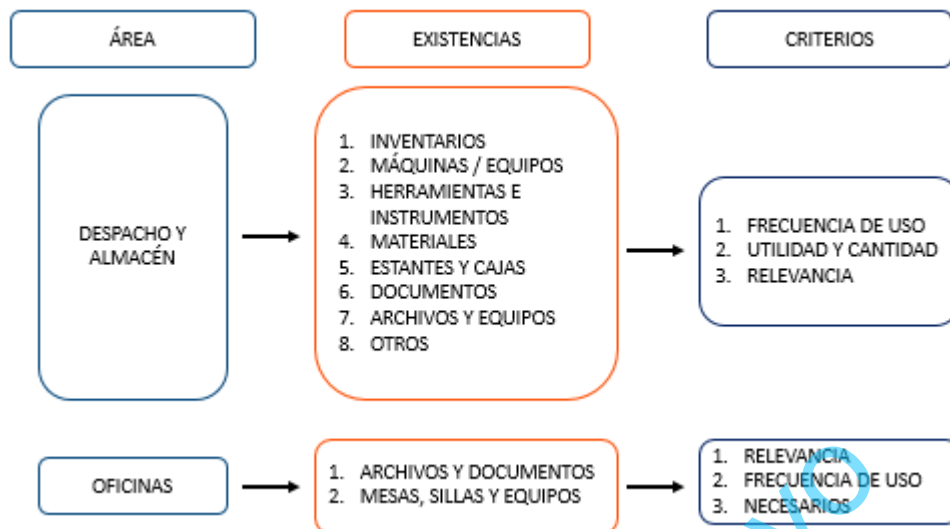 ÁREA
EXISTENCIAS
CRITERIOS
DESPACHO Y
ALMACÉN
1. INVENTARIOS
2. MÁQUINAS / EQUIPOS
3. HERRAMIENTAS E
INSTRUMENTOS
4. MATERIALES
5. ESTANTES Y CAJAS
6. DOCUMENTOS
7. ARCHIVOS Y EQUIPOS
8. OTROS
1. FRECUENCIA DE USO
2. UTILIDAD Y CANTIDAD
3. RELEVANCIA
OFICINAS
1. ARCHIVOS Y DOCUMENTOS
2. MESAS, SILLAS Y EQUIPOS
1. RELEVANCIA
2. FRECUENCIA DE USO
3. NECESARIOS